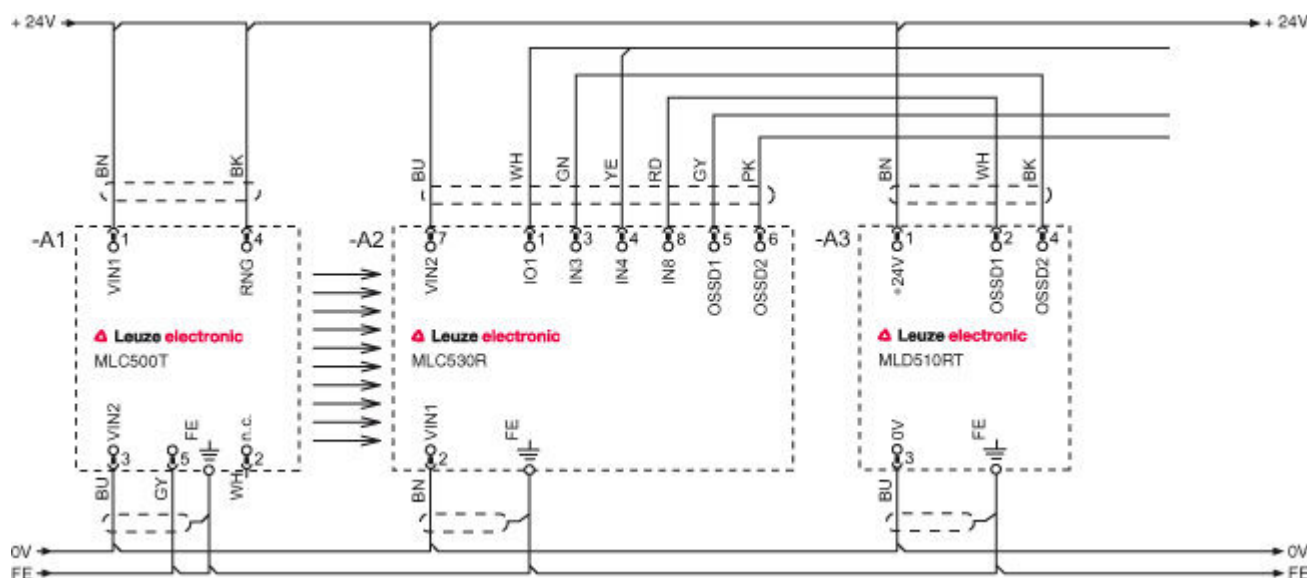 + 24V
+ 24V
BN
BK
BU
WH
GN
YE
RD
GY
PK
BN
WH
BK
-A1
1
4
-A2
7
1
3
4
8
5
6
-A3
1
2
4
VIN1
RNG
VIN2
IO1
IN3
IN4
IN8
OSSD1
OSSD2
+24V
OSSD1
OSSD2
Leuze electronic
MLC500T
Leuze electronic
MLC530R
Leuze electronic
MLD510RT
VIN2
FE
n.c.
VIN1
FE
0V
FE
3
5
2
2
3
BU
GY
WH
BN
BU
0V
0V
FE
FE